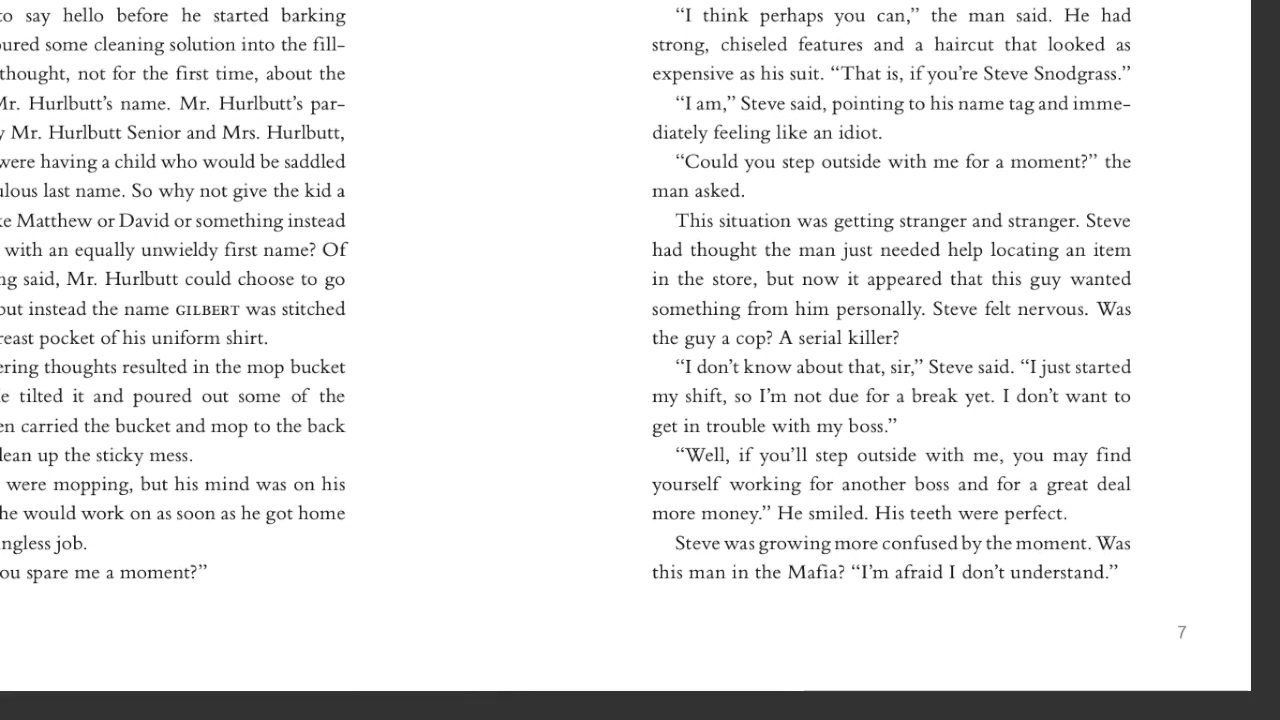 to say hello before he started barking
some cleaning solution into the fill-
thought, not for the first time, about the
Mr. Hurlbutt's name. Mr. Hurlbutt's par-
Mr. Hurlbutt Senior and Mrs. Hurlbutt,
were having a child who would be saddled
last name. So why not give the kid a
Matthew or David or something instead
with an equally unwieldy first name? Of
said, Mr. Hurlbutt could choose to go
but instead the name GILBERT was stitched
pocket of his uniform shirt.
thoughts resulted in the mop bucket
tilted it and poured out some of the
carried the bucket and mop to the back
up the sticky mess.
were mopping, but his mind was on his
he would work on as soon as he got home
job.
spare me a moment?”
“I think perhaps you can,” the man said. He had
strong, chiseled features and a haircut that looked as
expensive as his suit. “That is, if you're Steve Snodgrass.”
“I am,” Steve said, pointing to his name tag and imme-
diately feeling like an idiot.
“Could you step outside with me for a moment?” the
man asked.
This situation was getting stranger and stranger. Steve
had thought the man just needed help locating an item
in the store, but now it appeared that this guy wanted
something from him personally. Steve felt nervous. Was
the guy a cop? A serial killer?
“I don't know about that, sir,” Steve said. “I just started
my shift, so I'm not due for a break yet. I don't want to
get in trouble with my boss.”
“Well, if you'll step outside with me, you may find
yourself working for another boss and for a great deal
more money.” He smiled. His teeth were perfect.
Steve was growing more confused by the moment. Was
this man in the Mafia? “I'm afraid I don't understand.”
7